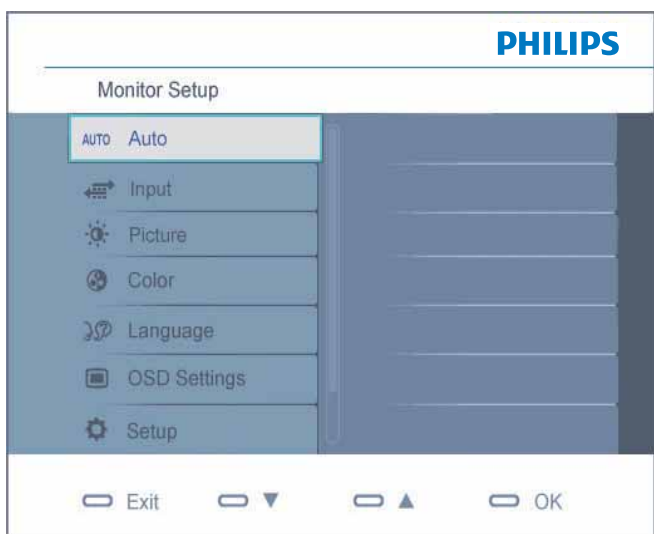 PHILIPS
Monitor Setup
AUTO Auto
Input
Picture
Color
Language
OSD Settings
Setup
Exit ▼ ▲ OK